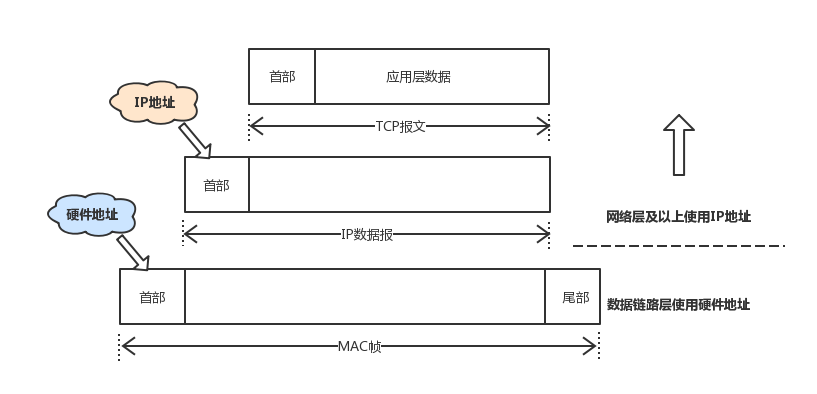 首部
应用层数据
IP地址
TCP报文
首部
硬件地址
网络层及以上使用IP地址
IP数据报
首部
尾部
数据链路层使用硬件地址
MAC帧